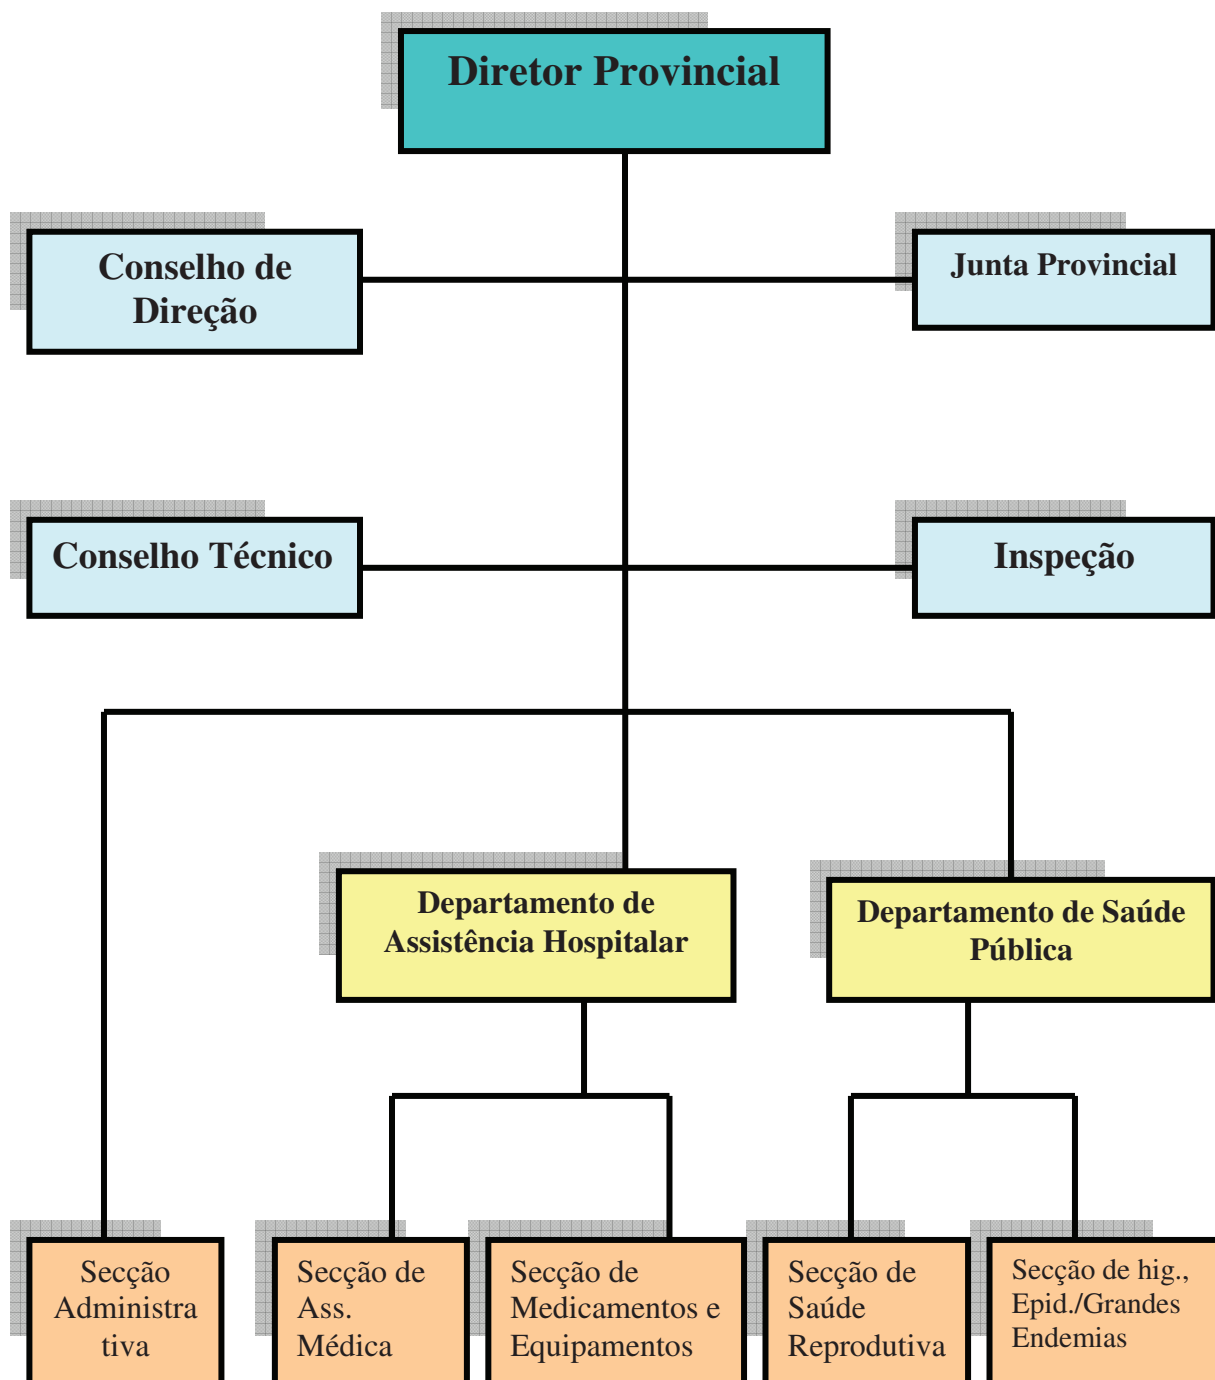 Diretor Provincial
Conselho de
Direção
Junta Provincial
Conselho Técnico
Inspeção
Departamento de
Assistência Hospitalar
Departamento de Saúde
Pública
Secção
Administra
tiva
Secção de
Ass.
Médica
Secção de
Medicamentos e
Equipamentos
Secção de
Saúde
Reprodutiva
Secção de hig.,
Epid./Grandes
Endemias